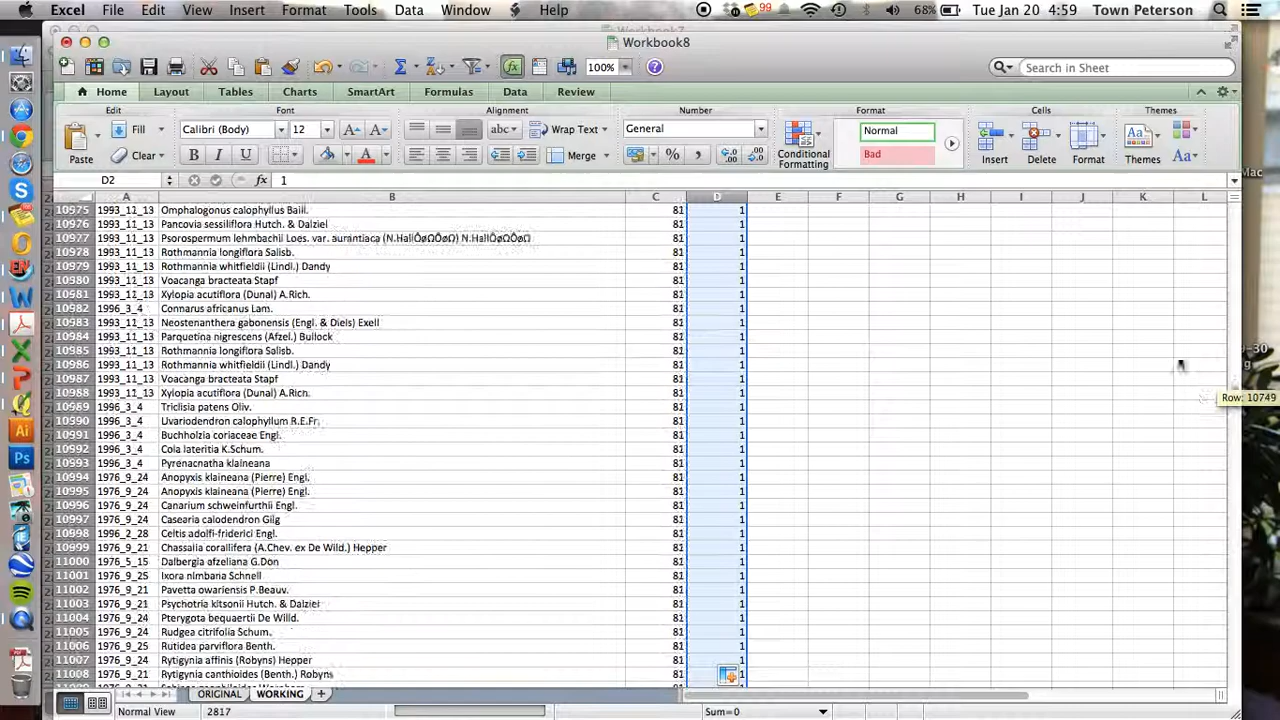 Excel File Edit View Insert Format Tools Data Window Help 99 68% Tue Jan 20 4:59 Town Peterson
Workbook7
Workbook8
100% Search in Sheet
Home Layout Tables Charts SmartArt Formulas Data Review
Edit Font Alignment Number Format Cells Themes
Paste Fill Clear Calibri (Body) 12 A A abc Wrap Text General Normal
B I U A Merge % Bad Conditional Formatting Insert Delete Format Themes Aa
D2 fx 1
A B C D E F G H I J K L
10975 1993_11_13 Omphalogonus calophyllus Baill. 81 1
10976 1993_11_13 Pancovia sessiliflora Hutch. & Dalziel 81 1
10977 1993_11_13 Psorospermum lehmbachii Loes. var. aurantiaca (N.HallÔøΩÔøΩ) N.HallÔøΩÔøΩ 81 1
10978 1993_11_13 Rothmannia longiflora Salisb. 81 1
10979 1993_11_13 Rothmannia whitfieldii (Lindl.) Dandy 81 1
10980 1993_11_13 Voacanga bracteata Stapf 81 1
10981 1993_11_13 Xylopia acutiflora (Dunal) A.Rich. 81 1
10982 1996_3_4 Connarus africanus Lam. 81 1
10983 1993_11_13 Neostenanthera gabonensis (Engl. & Diels) Exell 81 1
10984 1993_11_13 Parquetina nigrescens (Afzel.) Bullock 81 1
10985 1993_11_13 Rothmannia longiflora Salisb. 81 1
10986 1993_11_13 Rothmannia whitfieldii (Lindl.) Dandy 81 1
10987 1993_11_13 Voacanga bracteata Stapf 81 1
10988 1993_11_13 Xylopia acutiflora (Dunal) A.Rich. 81 1
10989 1996_3_4 Triclisia patens Oliv. 81 1
Row: 10749
10990 1996_3_4 Uvariodendron calophyllum R.E.Fr. 81 1
10991 1996_3_4 Buchholzia coriaceae Engl. 81 1
10992 1996_3_4 Cola lateritia K.Schum. 81 1
10993 1996_3_4 Pyrenacnatha klaineana 81 1
10994 1976_9_24 Anopyxis klaineana (Pierre) Engl. 81 1
10995 1976_9_24 Anopyxis klaineana (Pierre) Engl. 81 1
10996 1976_9_24 Canarium schweinfurthii Engl. 81 1
10997 1976_9_24 Casearia calodendron Gilg 81 1
10998 1996_2_28 Celtis adolfi-friderici Engl. 81 1
10999 1976_9_21 Chassalia corallifera (A.Chev. ex De Wild.) Hepper 81 1
11000 1976_5_15 Dalbergia afzeliana G.Don 81 1
11001 1976_9_25 Ixora nimbana Schnell 81 1
11002 1976_9_21 Pavetta owariensis P.Beauv. 81 1
11003 1976_9_21 Psychotria kitsonii Hutch. & Dalziel 81 1
11004 1976_9_24 Pterygota bequaertii De Willd. 81 1
11005 1976_9_24 Rudgea citrifolia Schum. 81 1
11006 1976_9_25 Rutidea parviflora Benth. 81 1
11007 1976_9_24 Rytigynia affinis (Robyns) Hepper 81 1
11008 1976_9_21 Rytigynia canthioides (Benth.) Robyns 81 1
ORIGINAL WORKING
Normal View 2817 Sum=0